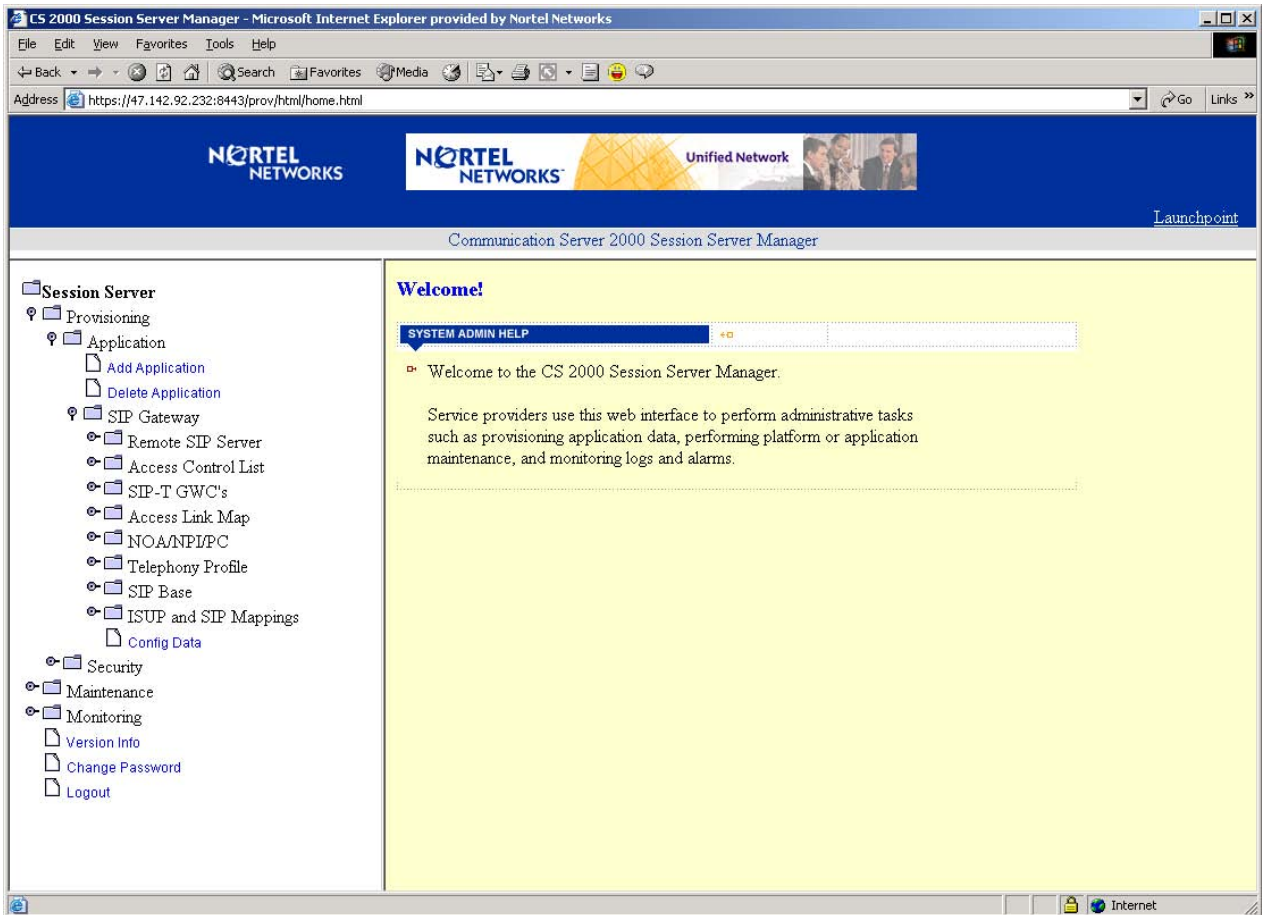 CS 2000 Session Server Manager - Microsoft Internet Explorer provided by Nortel Networks
File Edit View Favorites Tools Help
Back Search Favorites Media
Address https://47.142.92.232:8443/prov/html/home.html Go Links »
NORTEL NETWORKS
NORTEL NETWORKS™ Unified Network
Launchpoint
Communication Server 2000 Session Server Manager
Session Server
Provisioning
Application
Add Application
Delete Application
SIP Gateway
Remote SIP Server
Access Control List
SIP-T GWC's
Access Link Map
NOA/NPI/PC
Telephony Profile
SIP Base
ISUP and SIP Mappings
Config Data
Security
Maintenance
Monitoring
Version Info
Change Password
Logout
Welcome!
SYSTEM ADMIN HELP
Welcome to the CS 2000 Session Server Manager.
Service providers use this web interface to perform administrative tasks
such as provisioning application data, performing platform or application
maintenance, and monitoring logs and alarms.
Internet